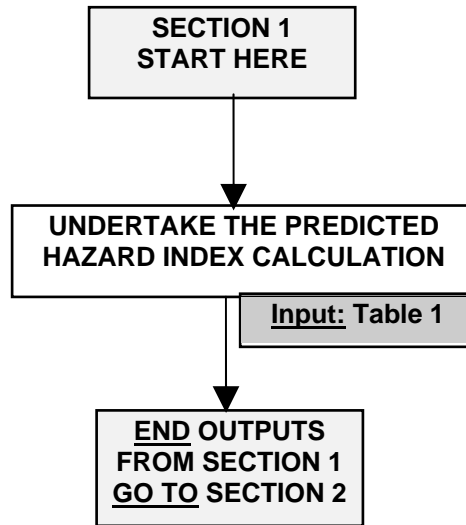 SECTION 1
START HERE
UNDERTAKE THE PREDICTED
HAZARD INDEX CALCULATION
Input: Table 1
END OUTPUTS
FROM SECTION 1
GO TO SECTION 2